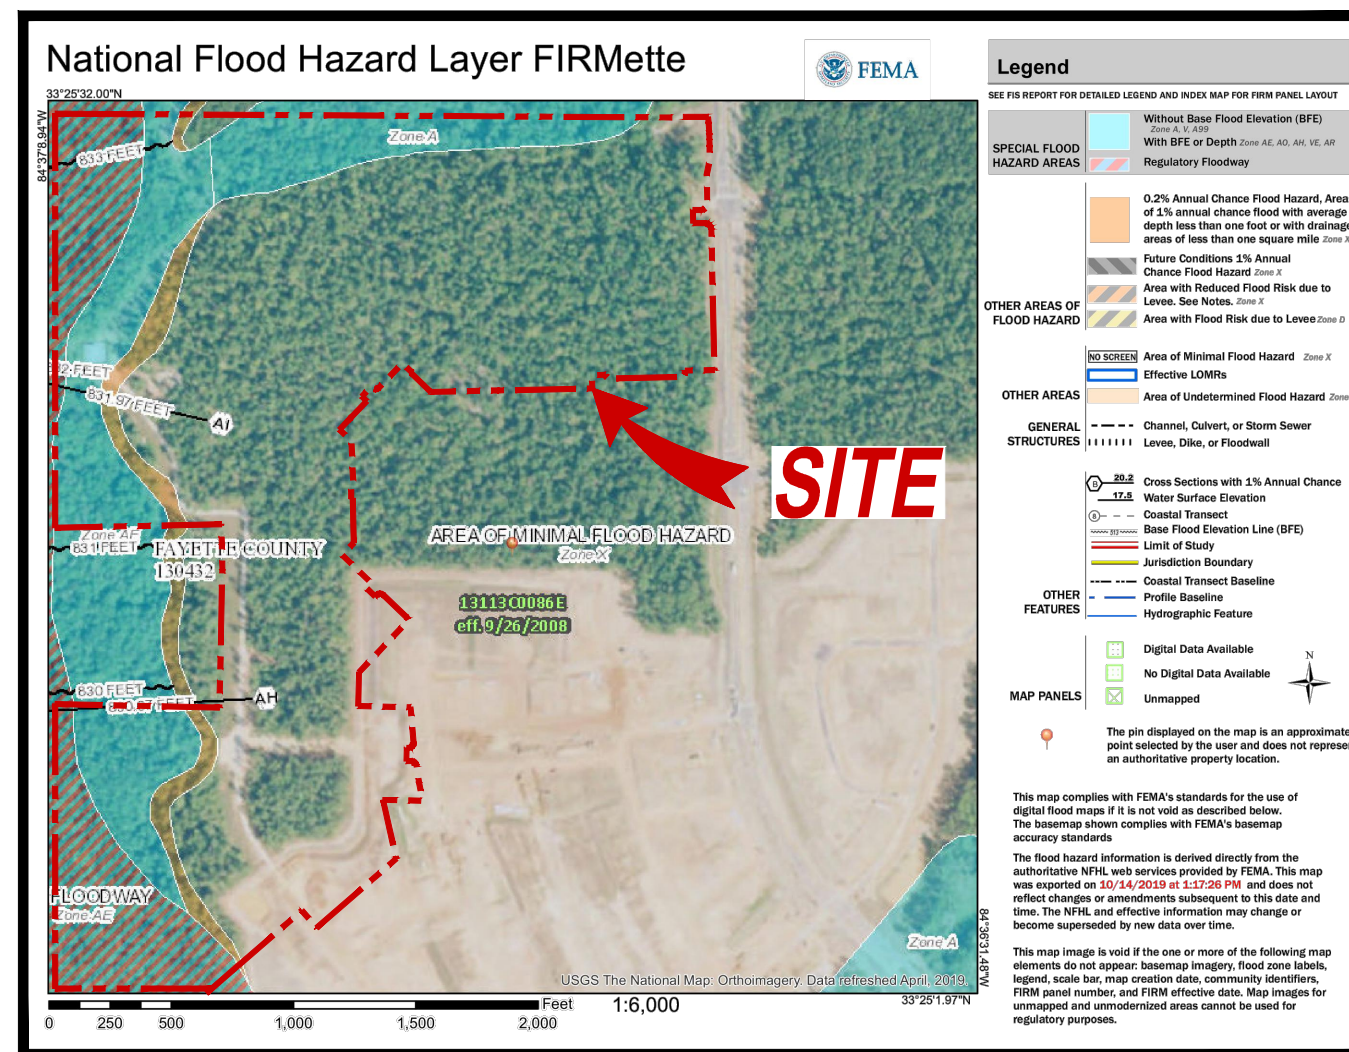 National Flood Hazard Layer FIRMette
FEMA
33°25'32.00"N
84°37'8.94"W
Zone A
833 FEET
2 FEET
831.97 FEET
AI
SITE
Zone AE
831 FEET
FAYETTE COUNTY
130432
AREA OF MINIMAL FLOOD HAZARD
Zone X
13113C0086E
eff. 9/26/2008
830 FEET
AH
FLOODWAY
Zone AE
Zone A
84°36'31.48"W
USGS The National Map: Orthoimagery. Data refreshed April, 2019.
33°25'1.97"N
Feet
1:6,000
0 250 500 1,000 1,500 2,000
Legend
SEE FIS REPORT FOR DETAILED LEGEND AND INDEX MAP FOR FIRM PANEL LAYOUT
SPECIAL FLOOD
HAZARD AREAS
Without Base Flood Elevation (BFE)
Zone A, V, A99
With BFE or Depth Zone AE, AO, AH, VE, AR
Regulatory Floodway
OTHER AREAS OF
FLOOD HAZARD
0.2% Annual Chance Flood Hazard, Area
of 1% annual chance flood with average
depth less than one foot or with drainage
areas of less than one square mile Zone X
Future Conditions 1% Annual
Chance Flood Hazard Zone X
Area with Reduced Flood Risk due to
Levee. See Notes. Zone X
Area with Flood Risk due to Levee Zone D
OTHER AREAS
NO SCREEN Area of Minimal Flood Hazard Zone X
Effective LOMRs
Area of Undetermined Flood Hazard Zone
GENERAL
STRUCTURES
Channel, Culvert, or Storm Sewer
Levee, Dike, or Floodwall
B 20.2 Cross Sections with 1% Annual Chance
17.5 Water Surface Elevation
8 Coastal Transect
513 Base Flood Elevation Line (BFE)
Limit of Study
Jurisdiction Boundary
OTHER
FEATURES
Coastal Transect Baseline
Profile Baseline
Hydrographic Feature
MAP PANELS
Digital Data Available
No Digital Data Available
Unmapped
N
The pin displayed on the map is an approximate
point selected by the user and does not represe
an authoritative property location.
This map complies with FEMA's standards for the use of
digital flood maps if it is not void as described below.
The basemap shown complies with FEMA's basemap
accuracy standards
The flood hazard information is derived directly from the
authoritative NFHL web services provided by FEMA. This map
was exported on 10/14/2019 at 1:17:26 PM and does not
reflect changes or amendments subsequent to this date and
time. The NFHL and effective information may change or
become superseded by new data over time.
This map image is void if the one or more of the following map
elements do not appear: basemap imagery, flood zone labels,
legend, scale bar, map creation date, community identifiers,
FIRM panel number, and FIRM effective date. Map images for
unmapped and unmodernized areas cannot be used for
regulatory purposes.